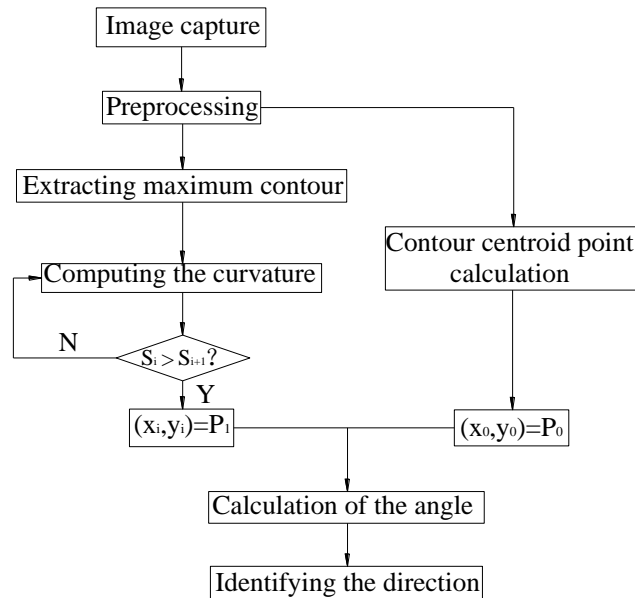 Image capture
Preprocessing
Extracting maximum contour
Contour centroid point
calculation
Computing the curvature
N
Si > Si+1?
Y
(xi,yi)=P1
(x0,y0)=P0
Calculation of the angle
Identifying the direction